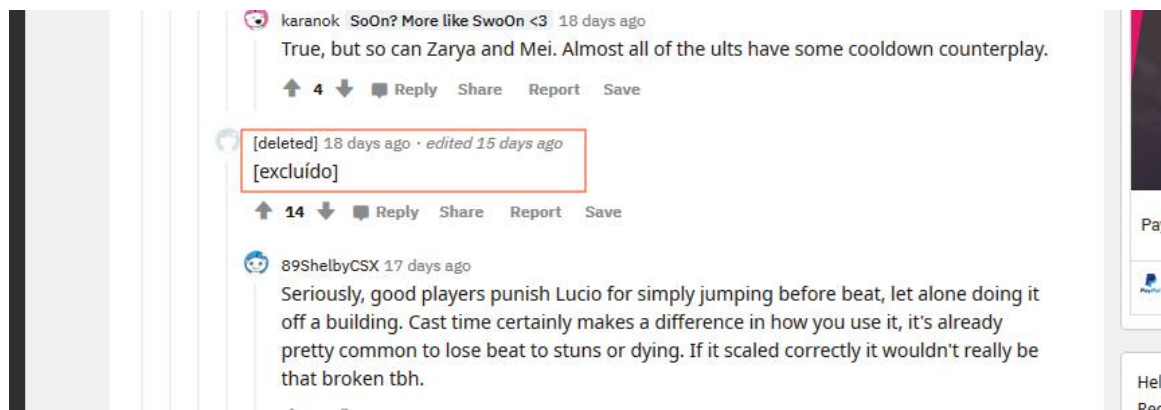 karanok SoOn? More like SwoOn <3 18 days ago
True, but so can Zarya and Mei. Almost all of the ults have some cooldown counterplay.
4 Reply Share Report Save
[deleted] 18 days ago · edited 15 days ago
[excluído]
14 Reply Share Report Save
89ShelbyCSX 17 days ago
Seriously, good players punish Lucio for simply jumping before beat, let alone doing it
off a building. Cast time certainly makes a difference in how you use it, it's already
pretty common to lose beat to stuns or dying. If it scaled correctly it wouldn't really be
that broken tbh.